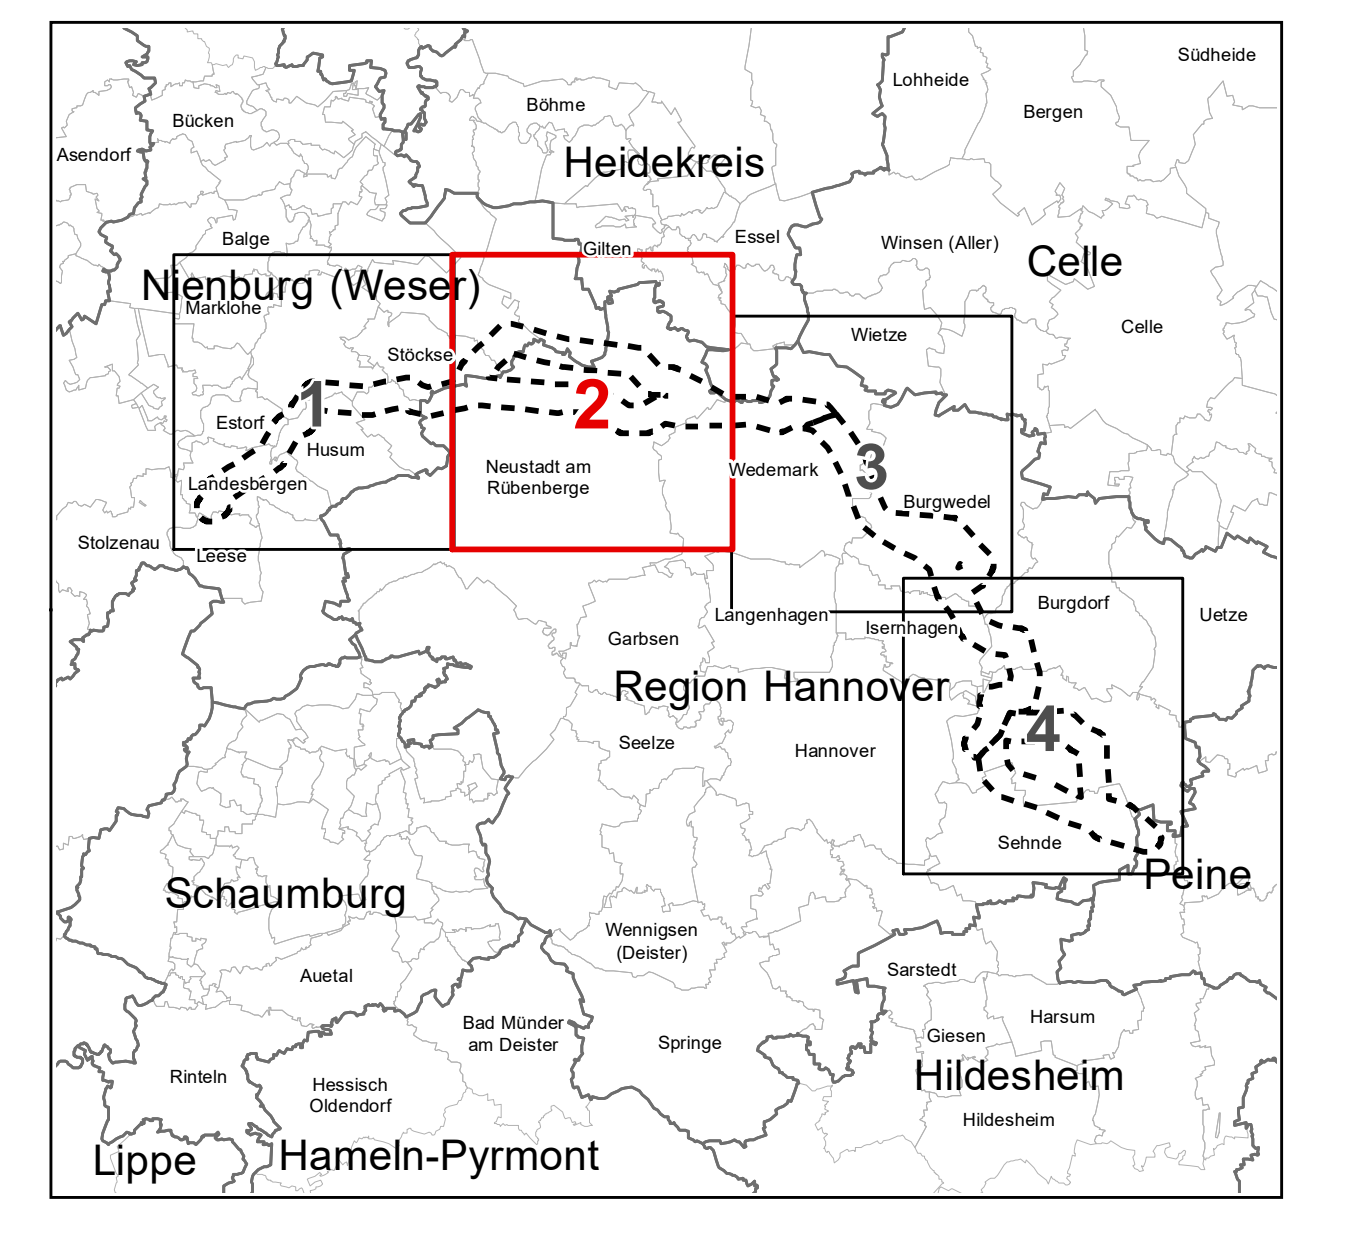 Südheide
Lohheide
Böhme
Bergen
Bücken
Asendorf
Heidekreis
Balge
Gilten
Essel
Winsen (Aller)
Celle
Nienburg (Weser)
Marklohe
Celle
Wietze
Stöckse
1
2
Estorf
Husum
3
Neustadt am
Rübenberge
Wedemark
Landesbergen
Burgwedel
Stolzenau
Leese
Burgdorf
Langenhagen
Uetze
Isernhagen
Garbsen
Region Hannover
4
Seelze
Hannover
Sehnde
Peine
Schaumburg
Wennigsen
(Deister)
Sarstedt
Auetal
Harsum
Bad Münder
am Deister
Giesen
Springe
Rinteln
Hildesheim
Hessisch
Oldendorf
Hildesheim
Lippe
Hameln-Pyrmont